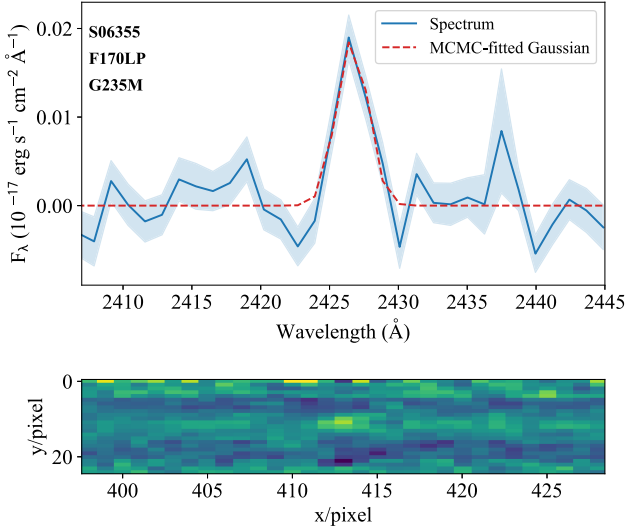 0.02
0.01
0.00
F_λ (10⁻¹⁷ erg s⁻¹ cm⁻² Å⁻¹)
S06355
F170LP
G235M
Spectrum
MCMC-fitted Gaussian
2410 2415 2420 2425 2430 2435 2440 2445
Wavelength (Å)
0
20
y/pixel
400 405 410 415 420 425
x/pixel